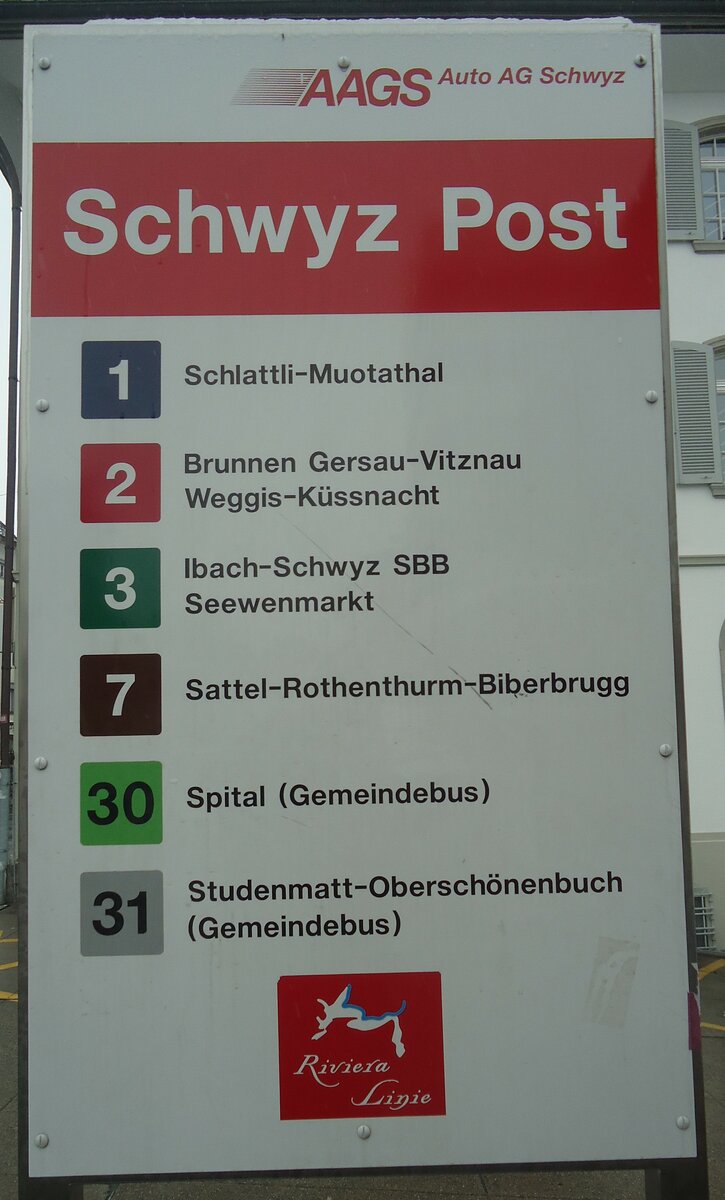 AAGS Auto AG Schwyz
Schwyz Post
1 Schlattli-Muotathal
2 Brunnen Gersau-Vitznau
Weggis-Küssnacht
3 Ibach-Schwyz SBB
Seewenmarkt
7 Sattel-Rothenthurm-Biberbrugg
30 Spital (Gemeindebus)
31 Studenmatt-Oberschönenbuch
(Gemeindebus)
Riviera
Linie